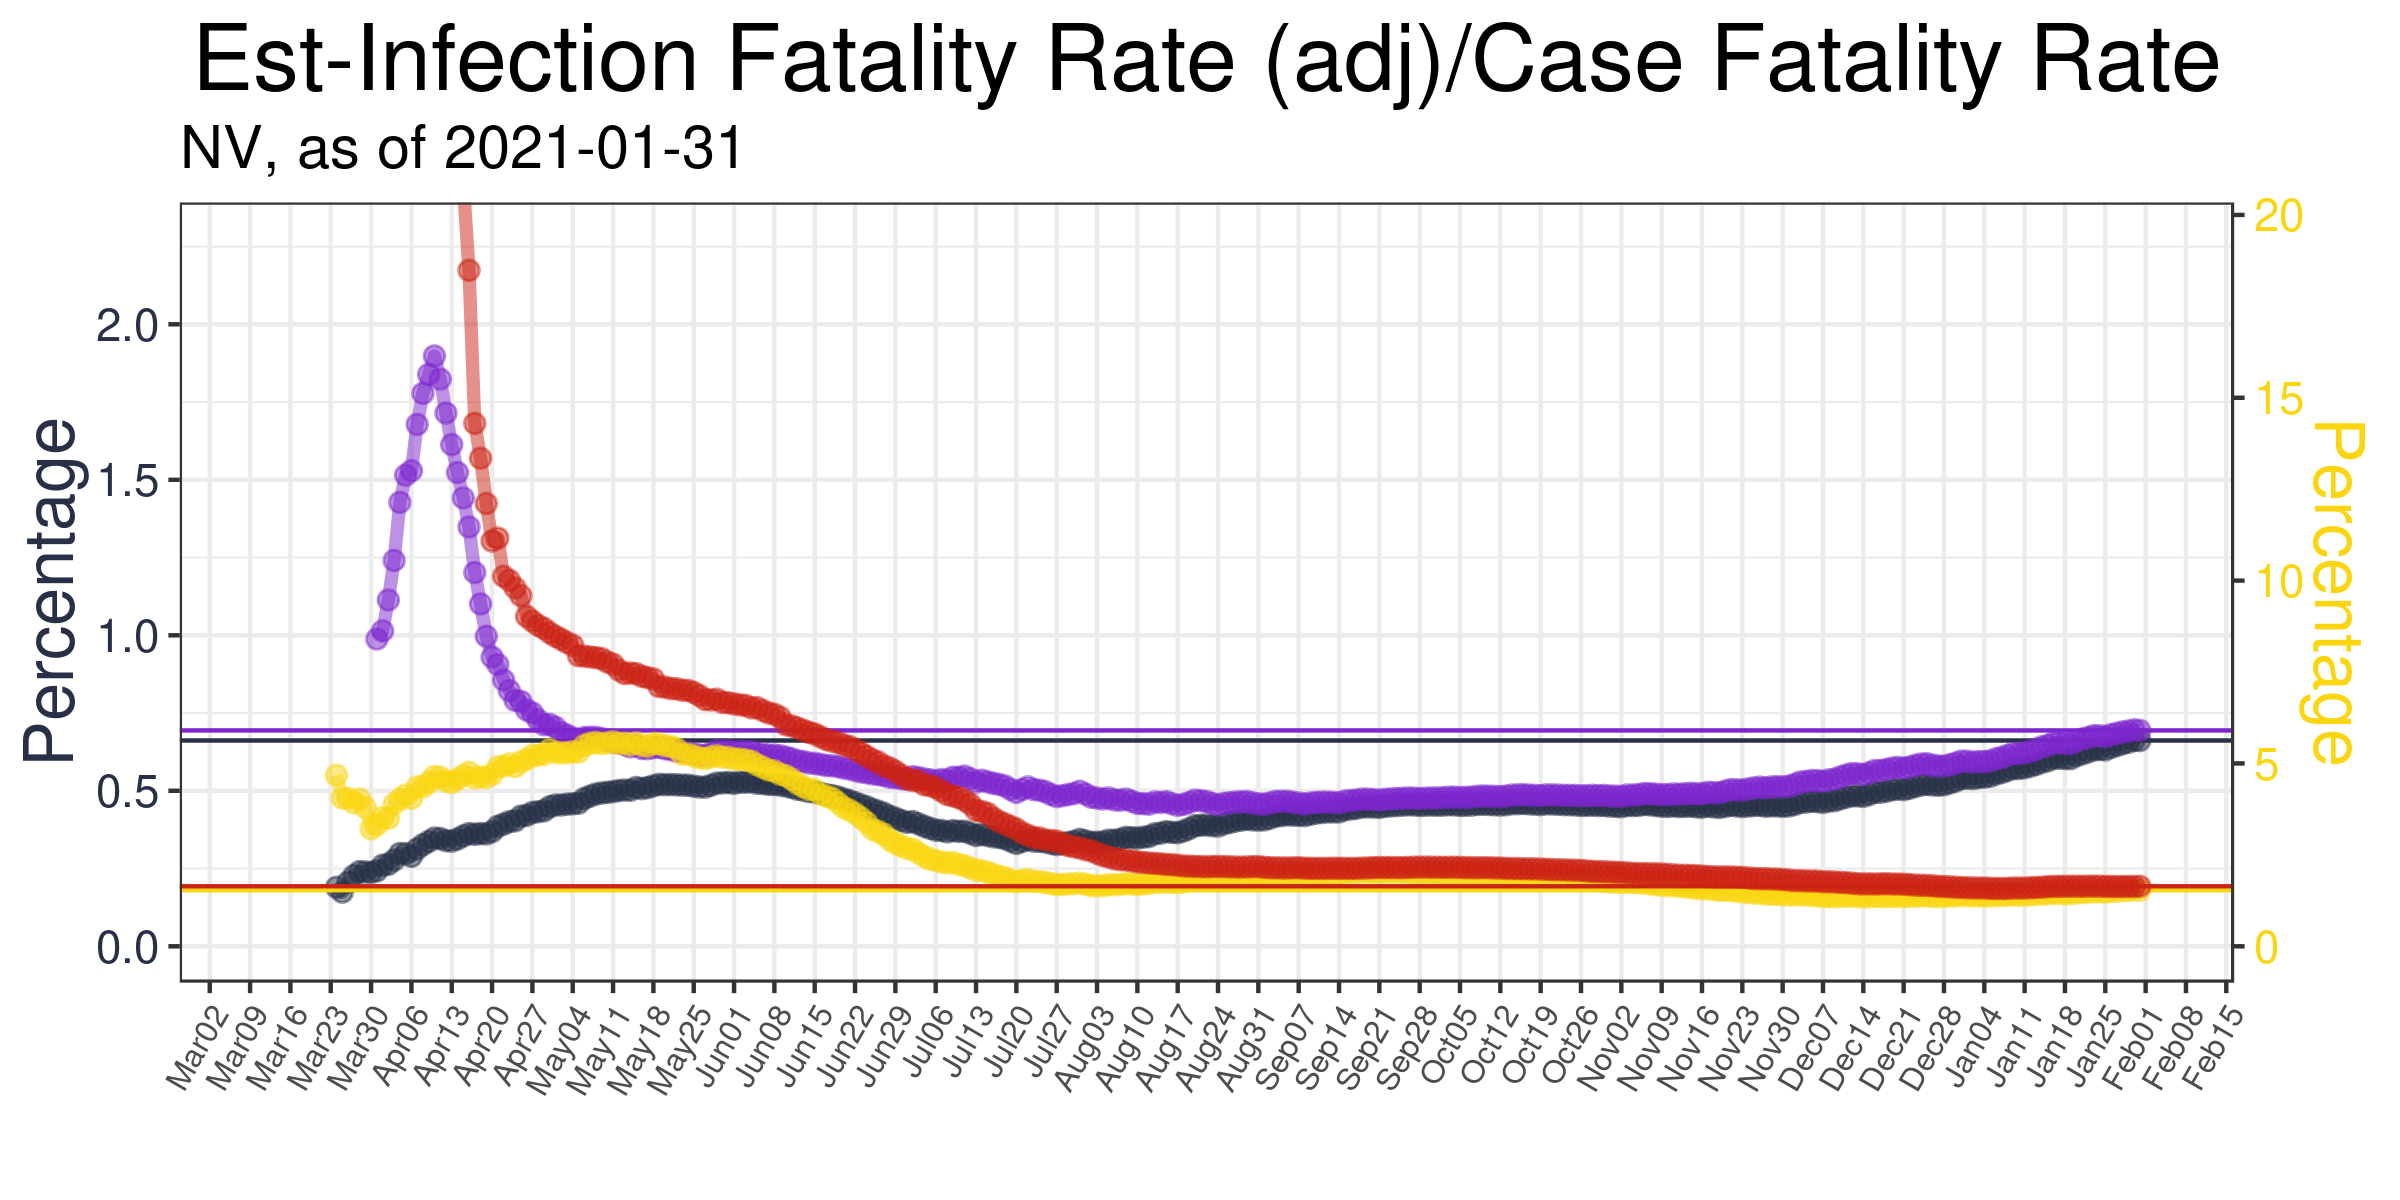 Est-Infection Fatality Rate (adj)/Case Fatality Rate
NV, as of 2021-01-31
Percentage
2.0
1.5
1.0
0.5
0.0
20
15
10
5
0
Percentage
Mar02
Mar09
Mar16
Mar23
Mar30
Apr06
Apr13
Apr20
Apr27
May04
May11
May18
May25
Jun01
Jun08
Jun15
Jun22
Jun29
Jul06
Jul13
Jul20
Jul27
Aug03
Aug10
Aug17
Aug24
Aug31
Sep07
Sep14
Sep21
Sep28
Oct05
Oct12
Oct19
Oct26
Nov02
Nov09
Nov16
Nov23
Nov30
Dec07
Dec14
Dec21
Dec28
Jan04
Jan11
Jan18
Jan25
Feb01
Feb08
Feb15